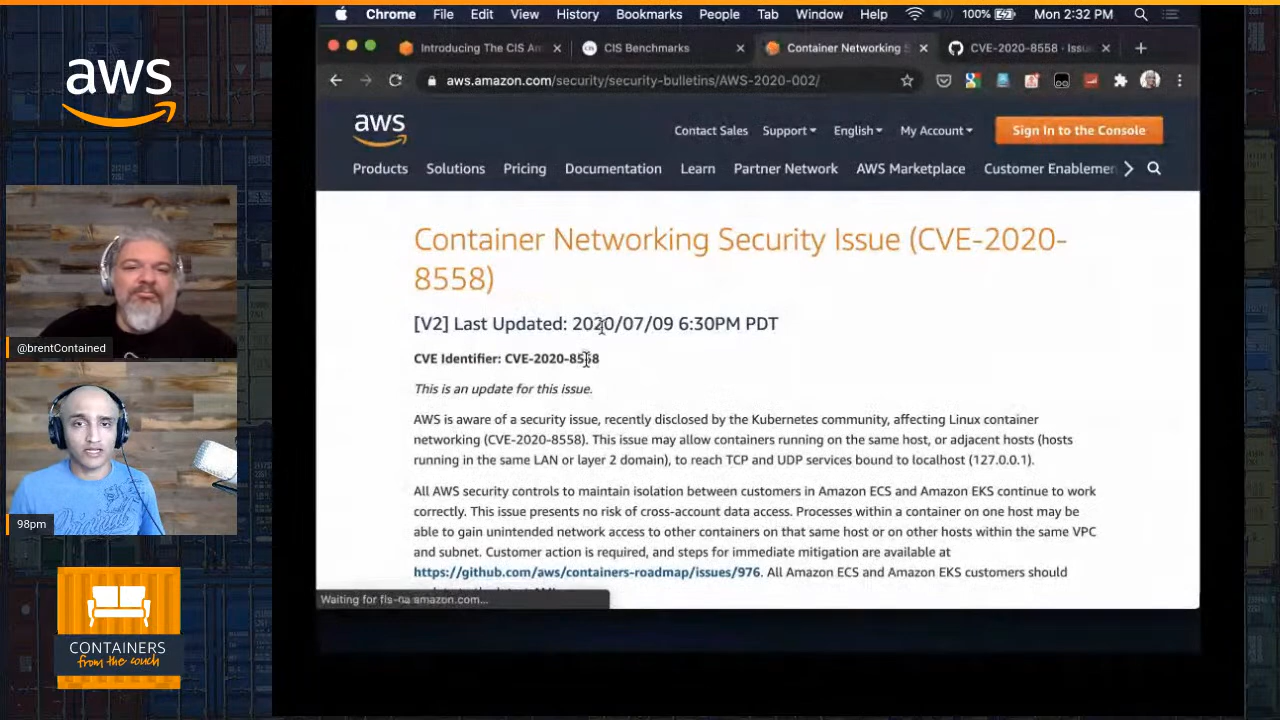 Chrome File Edit View History Bookmarks People Tab Window Help 100% Mon 2:32 PM
aws
Introducing The CIS Am
CIS Benchmarks
Container Networking S
CVE-2020-8558 · Issu
aws.amazon.com/security/security-bulletins/AWS-2020-002/
aws
Contact Sales Support English My Account Sign In to the Console
Products Solutions Pricing Documentation Learn Partner Network AWS Marketplace Customer Enablemen
Container Networking Security Issue (CVE-2020-
8558)
[V2] Last Updated: 2020/07/09 6:30PM PDT
CVE Identifier: CVE-2020-8558
This is an update for this issue.
AWS is aware of a security issue, recently disclosed by the Kubernetes community, affecting Linux container
networking (CVE-2020-8558). This issue may allow containers running on the same host, or adjacent hosts (hosts
running in the same LAN or layer 2 domain), to reach TCP and UDP services bound to localhost (127.0.0.1).
All AWS security controls to maintain isolation between customers in Amazon ECS and Amazon EKS continue to work
correctly. This issue presents no risk of cross-account data access. Processes within a container on one host may be
able to gain unintended network access to other containers on that same host or on other hosts within the same VPC
and subnet. Customer action is required, and steps for immediate mitigation are available at
https://github.com/aws/containers-roadmap/issues/976. All Amazon ECS and Amazon EKS customers should
Waiting for fls-na.amazon.com...
@brentContained
98pm
CONTAINERS
from the couch